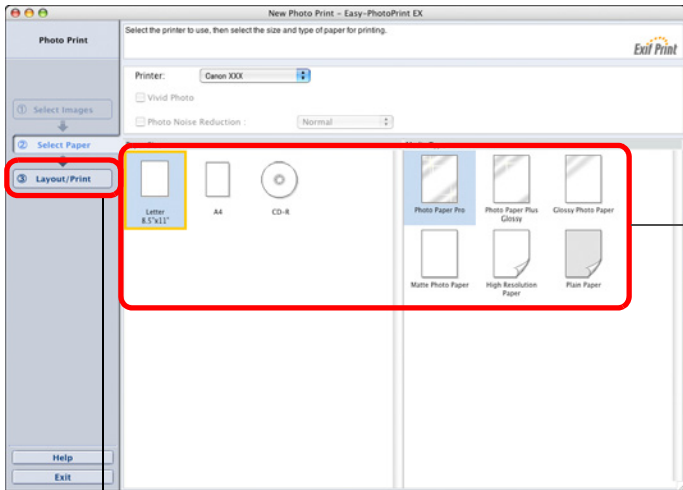 New Photo Print - Easy-PhotoPrint EX
Photo Print
Select the printer to use, then select the size and type of paper for printing.
Exif Print
Printer: Canon XXX
Vivid Photo
Photo Noise Reduction : Normal
① Select Images
② Select Paper
③ Layout/Print
Letter
8.5"x11"
A4
CD-R
Photo Paper Pro
Photo Paper Plus
Glossy
Glossy Photo Paper
Matte Photo Paper
High Resolution
Paper
Plain Paper
Help
Exit